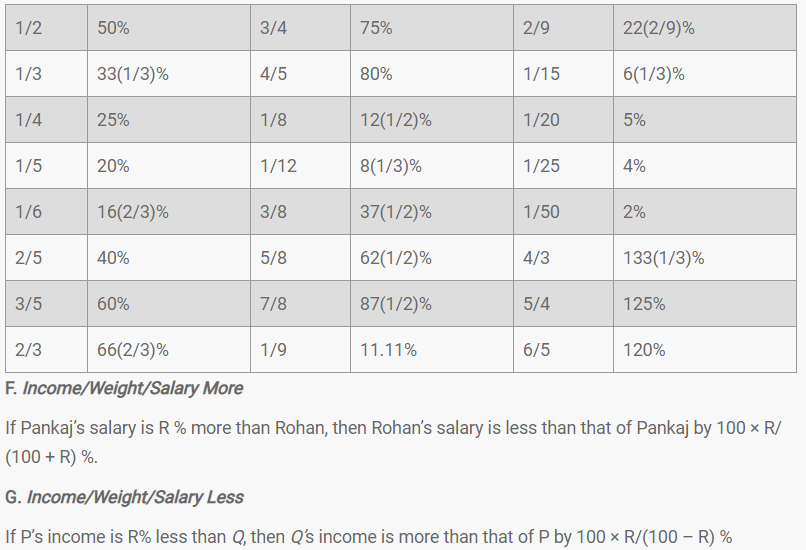 1/2 50% 3/4 75% 2/9 22(2/9)%
1/3 33(1/3)% 4/5 80% 1/15 6(1/3)%
1/4 25% 1/8 12(1/2)% 1/20 5%
1/5 20% 1/12 8(1/3)% 1/25 4%
1/6 16(2/3)% 3/8 37(1/2)% 1/50 2%
2/5 40% 5/8 62(1/2)% 4/3 133(1/3)%
3/5 60% 7/8 87(1/2)% 5/4 125%
2/3 66(2/3)% 1/9 11.11% 6/5 120%
F. Income/Weight/Salary More
If Pankaj’s salary is R % more than Rohan, then Rohan’s salary is less than that of Pankaj by 100 × R/
(100 + R) %.
G. Income/Weight/Salary Less
If P’s income is R% less than Q, then Q’s income is more than that of P by 100 × R/(100 – R) %